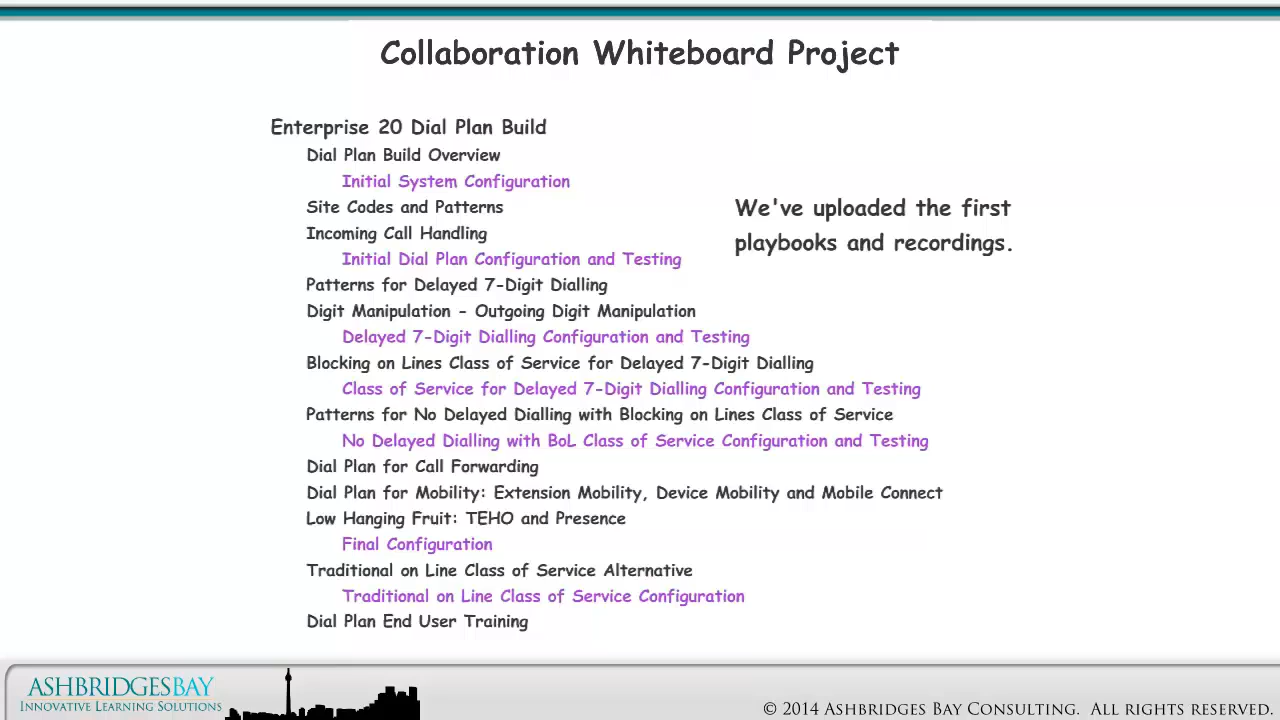 Collaboration Whiteboard Project
Enterprise 20 Dial Plan Build
Dial Plan Build Overview
Initial System Configuration
Site Codes and Patterns
Incoming Call Handling
Initial Dial Plan Configuration and Testing
Patterns for Delayed 7-Digit Dialling
Digit Manipulation - Outgoing Digit Manipulation
Delayed 7-Digit Dialling Configuration and Testing
Blocking on Lines Class of Service for Delayed 7-Digit Dialling
Class of Service for Delayed 7-Digit Dialling Configuration and Testing
Patterns for No Delayed Dialling with Blocking on Lines Class of Service
No Delayed Dialling with BoL Class of Service Configuration and Testing
Dial Plan for Call Forwarding
Dial Plan for Mobility: Extension Mobility, Device Mobility and Mobile Connect
Low Hanging Fruit: TEHO and Presence
Final Configuration
Traditional on Line Class of Service Alternative
Traditional on Line Class of Service Configuration
Dial Plan End User Training
We've uploaded the first
playbooks and recordings.
ASHBRIDGESBAY
INNOVATIVE LEARNING SOLUTIONS
© 2014 ASHBRIDGES BAY CONSULTING. ALL RIGHTS RESERVED.